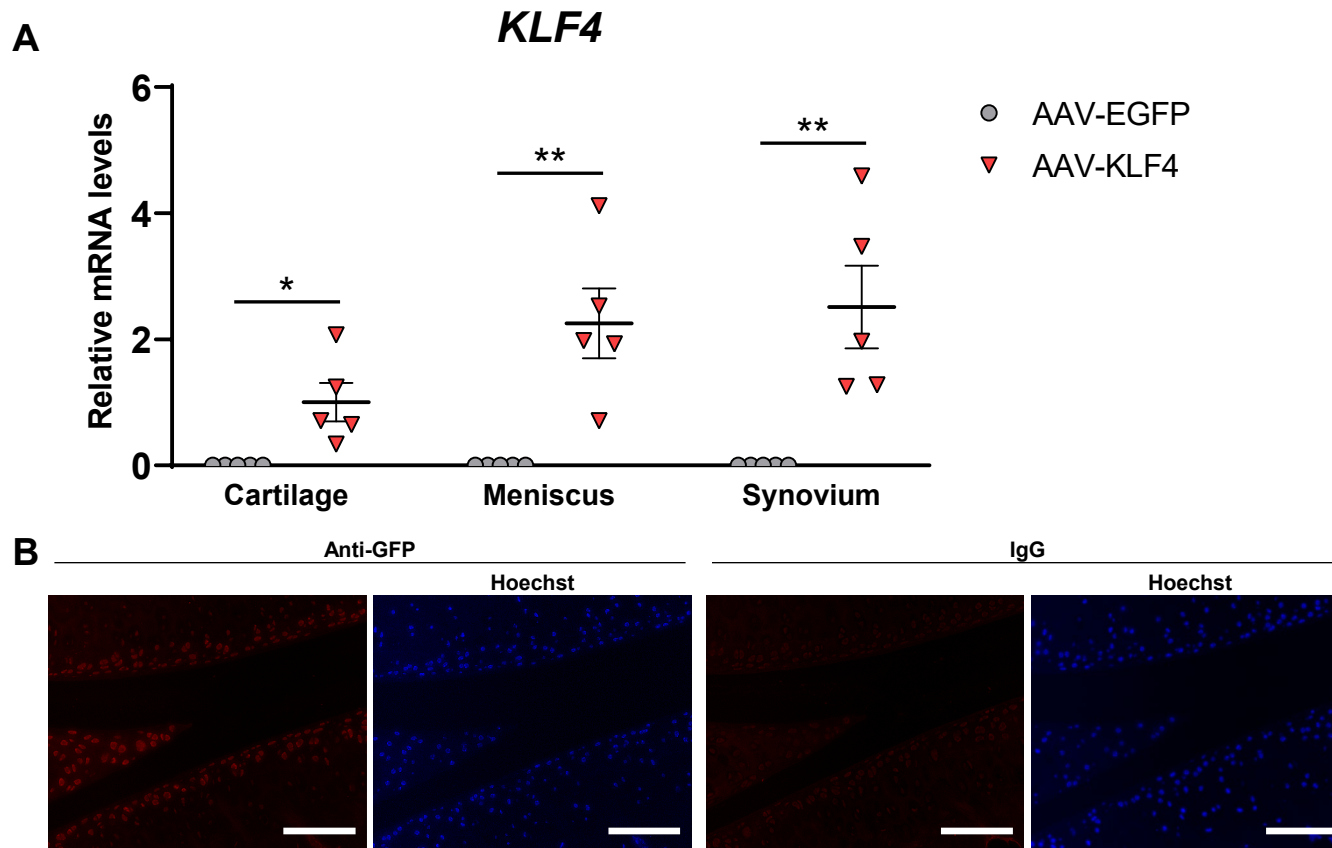 A
KLF4
Relative mRNA levels
6
4
2
0
*
**
**
AAV-EGFP
AAV-KLF4
Cartilage
Meniscus
Synovium
B
Anti-GFP
IgG
Hoechst
Hoechst